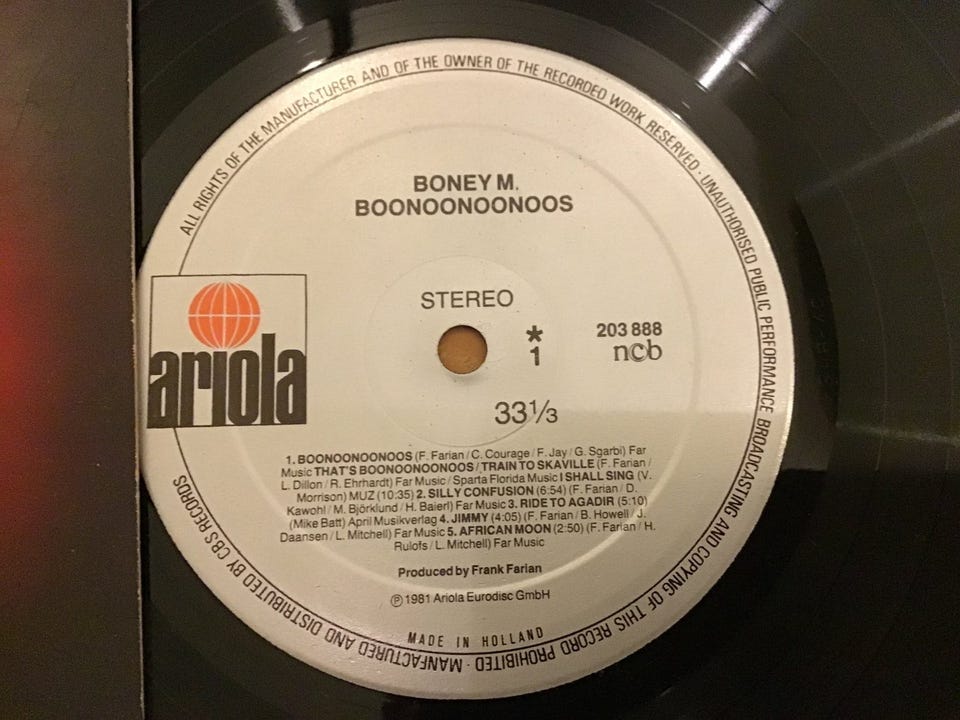 ALL RIGHTS OF THE MANUFACTURER AND OF THE OWNER OF THE RECORDED WORK RESERVED · UNAUTHORISED PUBLIC PERFORMANCE BROADCASTING AND COPYING OF THIS RECORD PROHIBITED · MANFACTURED AND DISTRIBUTED BY CBS RECORDS
BONEY M.
BOONOONOONOOS
STEREO
*
1
203 888
ncb
ariola
33 1/3
1. BOONOONOONOOS (F. Farian / C. Courage / F. Jay / G. Sgarbi) Far
Music THAT'S BOONOONOONOOS / TRAIN TO SKAVILLE (F. Farian /
L. Dillon / R. Ehrhardt) Far Music / Sparta Florida Music I SHALL SING (V.
Morrison) MUZ (10:35) 2. SILLY CONFUSION (6:54) (F. Farian / D.
Kawohl / M. Björklund / H. Baierl) Far Music 3. RIDE TO AGADIR (5:10)
(Mike Batt) April Musikverlag 4. JIMMY (4:05) (F. Farian / B. Howell / J.
Daansen / L. Mitchell) Far Music 5. AFRICAN MOON (2:50) (F. Farian / H.
Rulofs / L. Mitchell) Far Music
Produced by Frank Farian
℗ 1981 Ariola Eurodisc GmbH
MADE IN HOLLAND